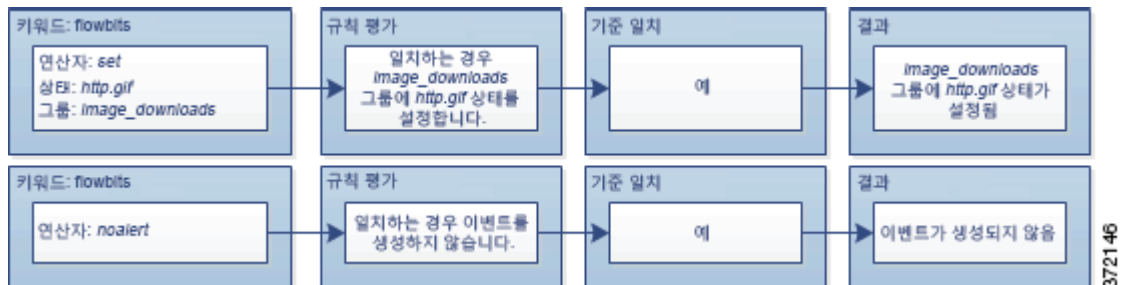 키워드: flowbits
연산자: set
상태: http.gif
그룹: image_downloads
규칙 평가
일치하는 경우
image_downloads
그룹에 http.gif 상태를
설정합니다.
기준 일치
예
결과
image_downloads
그룹에 http.gif 상태가
설정됨
키워드: flowbits
연산자: noalert
규칙 평가
일치하는 경우 이벤트를
생성하지 않습니다.
기준 일치
예
결과
이벤트가 생성되지 않음
372146